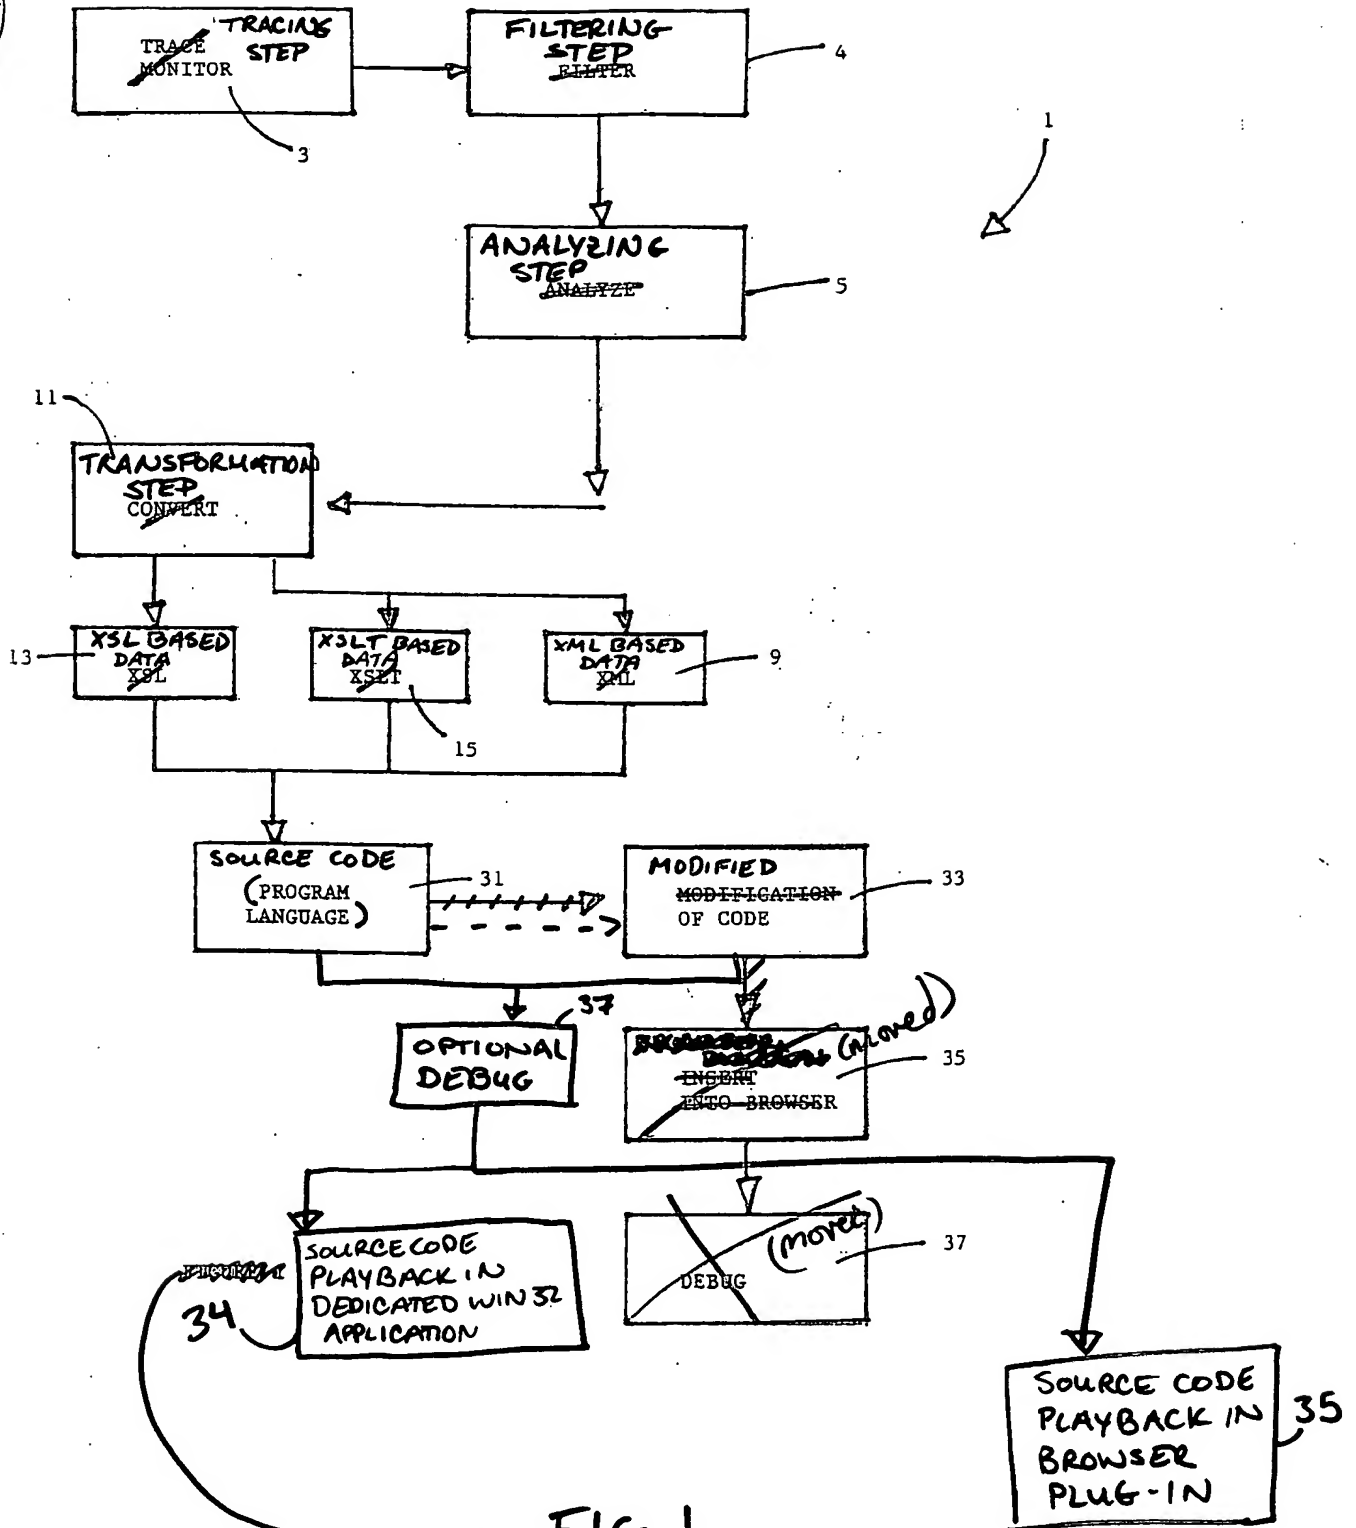 TRACING
TRACE STEP
MONITOR
3
FILTERING
STEP
FILTER
4
1
ANALYZING
STEP
ANALYZE
5
11
TRANSFORMATION
STEP
CONVERT
13
XSL BASED
DATA
XSL
XSLT BASED
DATA
XSLT
15
XML BASED
DATA
XML
9
SOURCE CODE
(PROGRAM
LANGUAGE)
31
MODIFIED
MODIFICATION
OF CODE
33
37
OPTIONAL
DEBUG
(moved)
INSERT
INTO BROWSER
35
(moved)
DEBUG
37
34
SOURCE CODE
PLAYBACK IN
DEDICATED WIN 32
APPLICATION
SOURCE CODE
PLAYBACK IN
BROWSER
PLUG-IN
35
FIG. 1